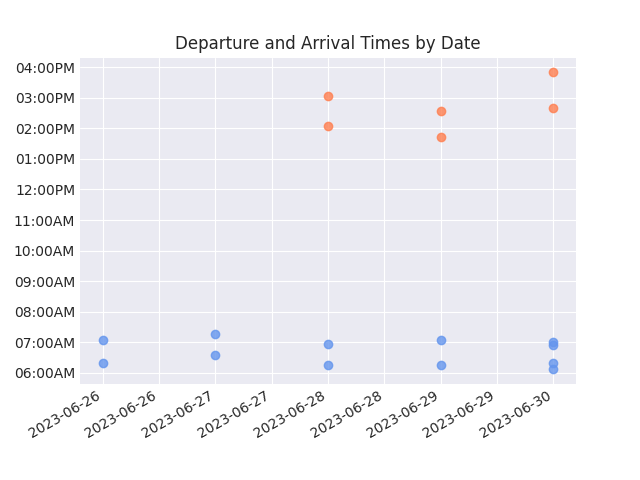 Departure and Arrival Times by Date
04:00PM
03:00PM
02:00PM
01:00PM
12:00PM
11:00AM
10:00AM
09:00AM
08:00AM
07:00AM
06:00AM
2023-06-26
2023-06-26
2023-06-27
2023-06-27
2023-06-28
2023-06-28
2023-06-29
2023-06-29
2023-06-30